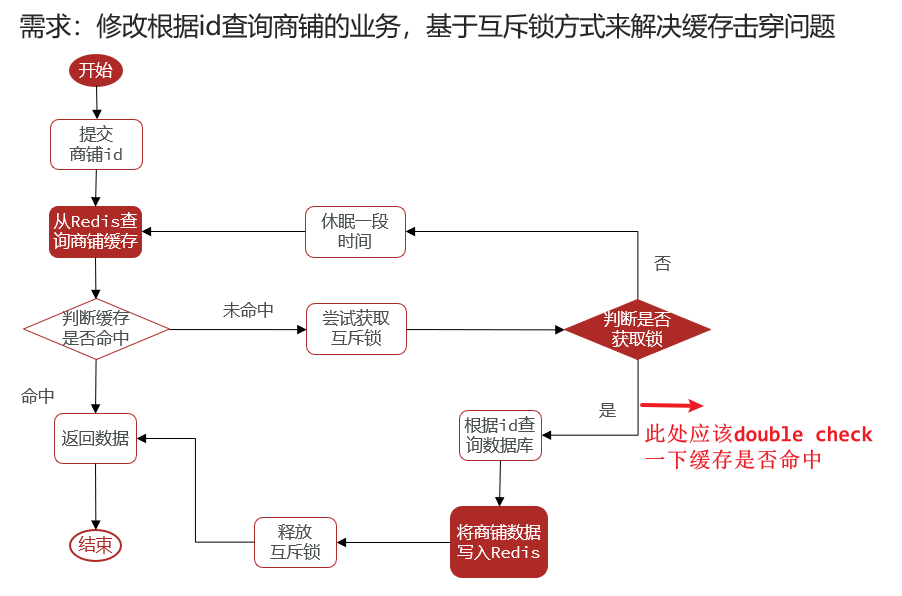 需求：修改根据id查询商铺的业务，基于互斥锁方式来解决缓存击穿问题
开始
提交
商铺id
从Redis查
询商铺缓存
休眠一段
时间
否
判断缓存
是否命中
未命中
尝试获取
互斥锁
判断是否
获取锁
命中
是
返回数据
根据id查
询数据库
此处应该double check
一下缓存是否命中
结束
释放
互斥锁
将商铺数据
写入Redis